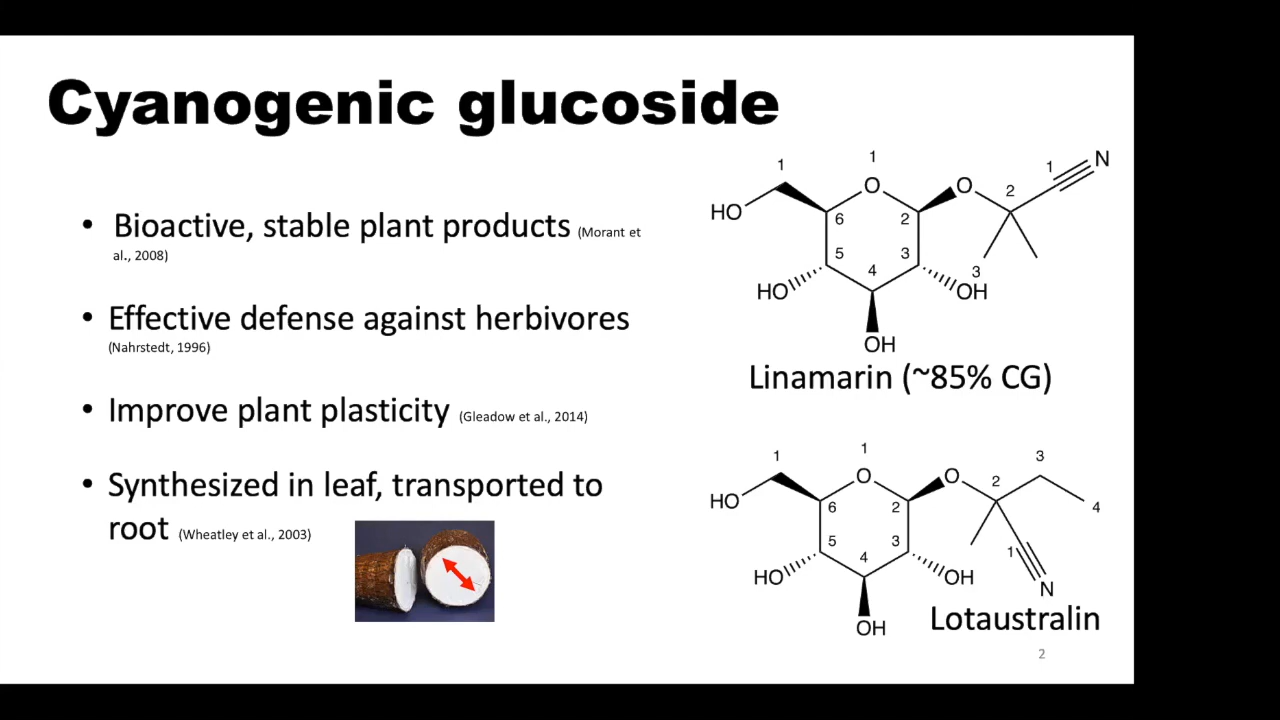 Cyanogenic glucoside
• Bioactive, stable plant products (Morant et
al., 2008)
• Effective defense against herbivores
(Nahrstedt, 1996)
• Improve plant plasticity (Gleadow et al., 2014)
• Synthesized in leaf, transported to
root (Wheatley et al., 2003)
1 1 1 N
HO O O 2
6 2
5 3
4 3
HO OH
OH
Linamarin (~85% CG)
1 1 3
HO O O 2 4
6 2
5 3
4 1
HO OH N
OH
Lotaustralin
2